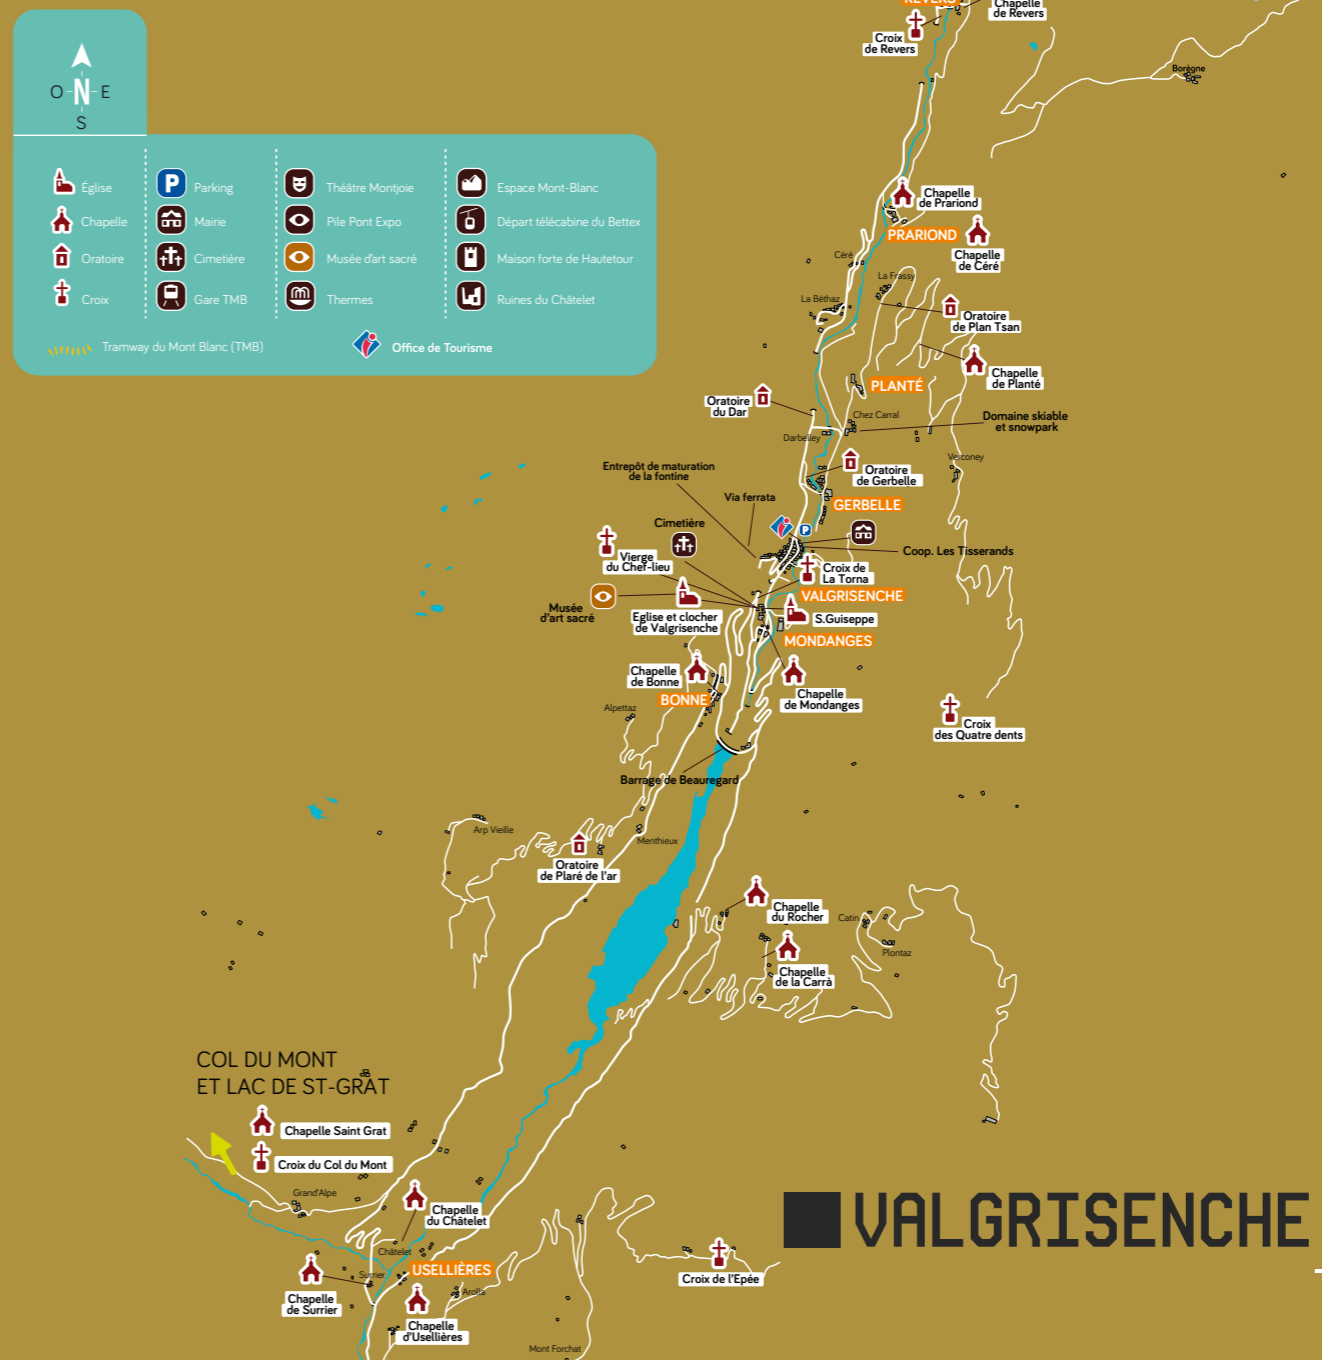 REVERS
Chapelle
de Revers
Croix
de Revers
Borègne
N
O
E
S
Église
Chapelle
Oratoire
Croix
P
Parking
Mairie
Cimetière
Gare TMB
Théâtre Montjoie
Pile Pont Expo
Musée d'art sacré
Thermes
Espace Mont-Blanc
Départ télécabine du Bettex
Maison forte de Hautetour
Ruines du Châtelet
Tramway du Mont Blanc (TMB)
Office de Tourisme
Chapelle
de Prariond
PRARIOND
Chapelle
de Céré
Céré
La Frassy
La Béthaz
Oratoire
de Plan Tsan
Chapelle
de Planté
PLANTÉ
Oratoire
du Dar
Chez Carral
Domaine skiable
et snowpark
Darbelley
Verconey
Entrepôt de maturation
de la fontine
Oratoire
de Gerbelle
Via ferrata
GERBELLE
Cimetière
P
Coop. Les Tisserands
Vierge
du Chef-lieu
Croix de
La Torna
VALGRISENCHE
Musée
d'art sacré
Eglise et clocher
de Valgrisenche
S.Guiseppe
MONDANGES
Chapelle
de Bonne
BONNE
Chapelle
de Mondanges
Alpettaz
Croix
des Quatre dents
Barrage de Beauregard
Arp Vieille
Menthieux
Oratoire
de Plaré de l'ar
Chapelle
du Rocher
Catin
Plontaz
Chapelle
de la Carrà
COL DU MONT
ET LAC DE ST-GRAT
Chapelle Saint Grat
Croix du Col du Mont
Grand'Alpe
Chapelle
du Châtelet
Châtelet
USELLIÈRES
Surrier
Chapelle
de Surrier
Arolla
Chapelle
d'Usellières
Croix de l'Epée
Mont Forchat
VALGRISENCHE